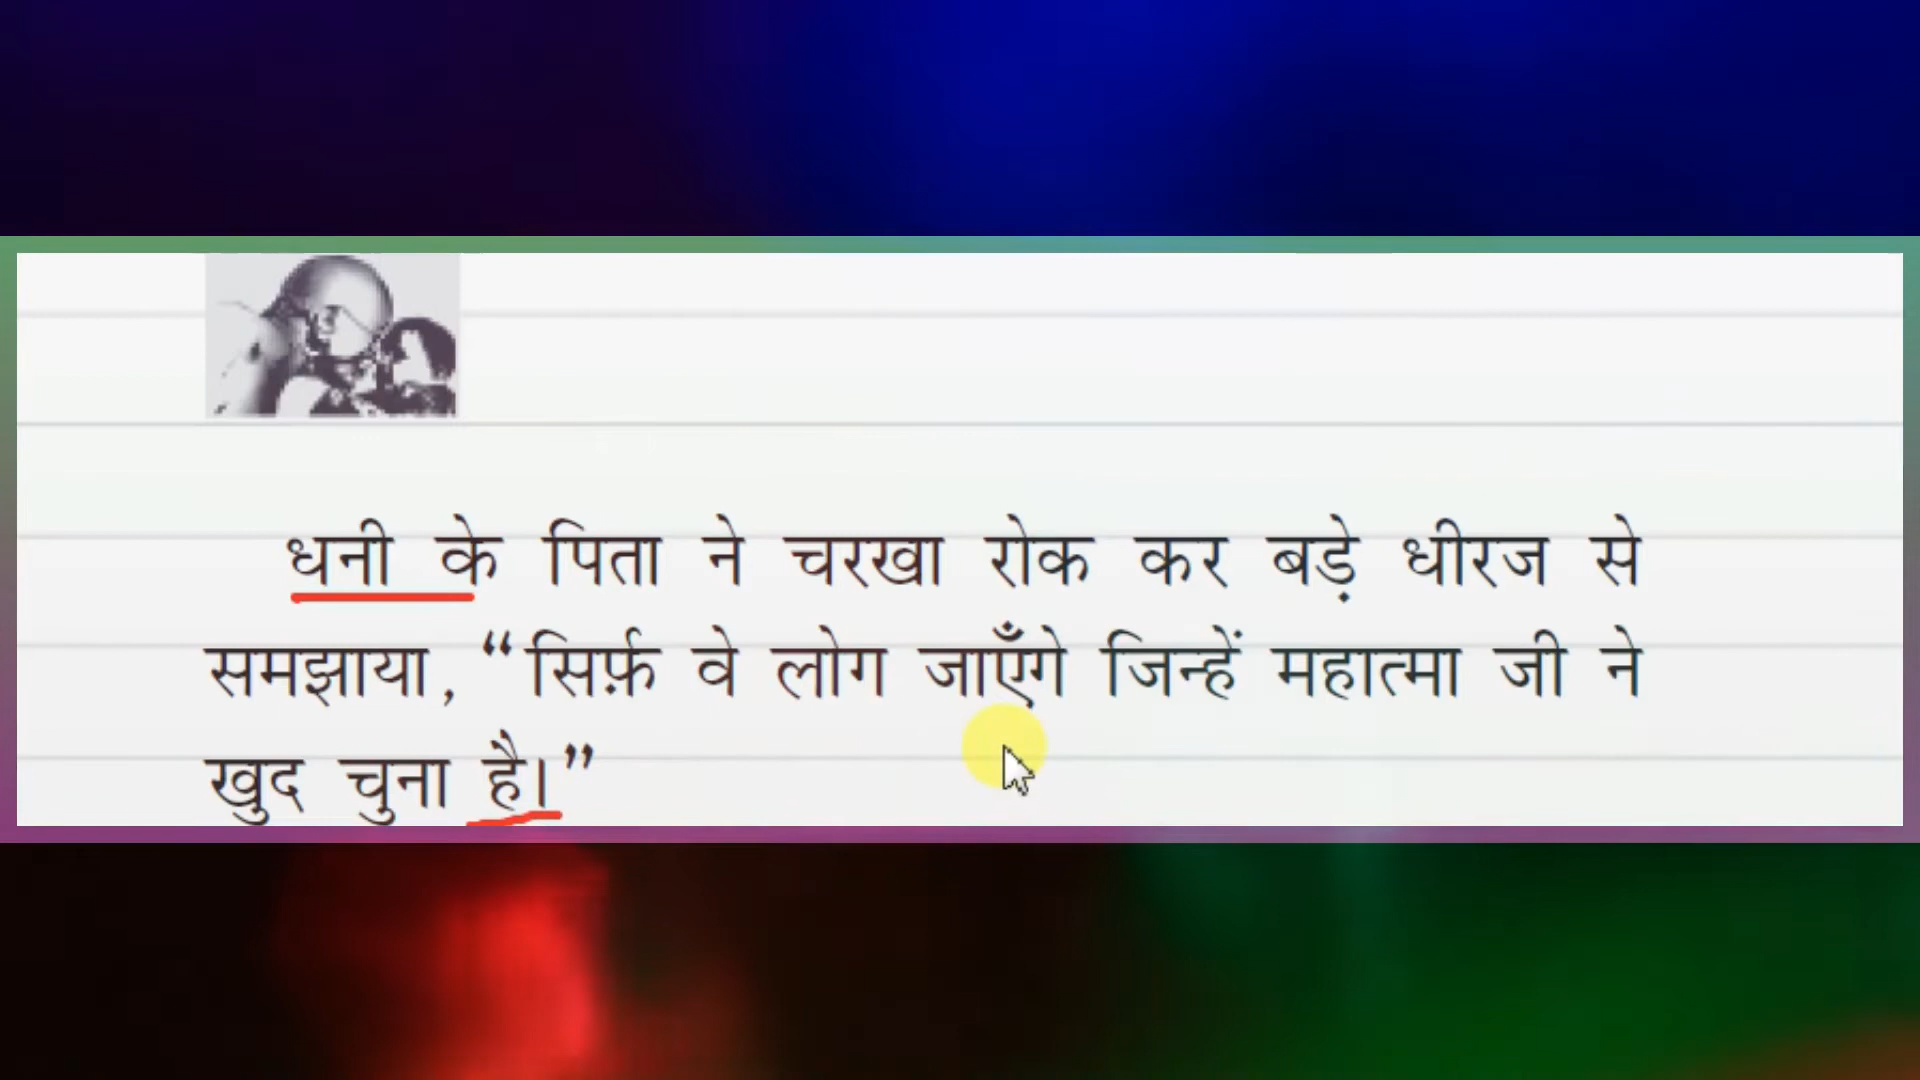 धनी के पिता ने चरखा रोक कर बड़े धीरज से
समझाया, “सिर्फ़ वे लोग जाएँगे जिन्हें महात्मा जी ने
खुद चुना है।”